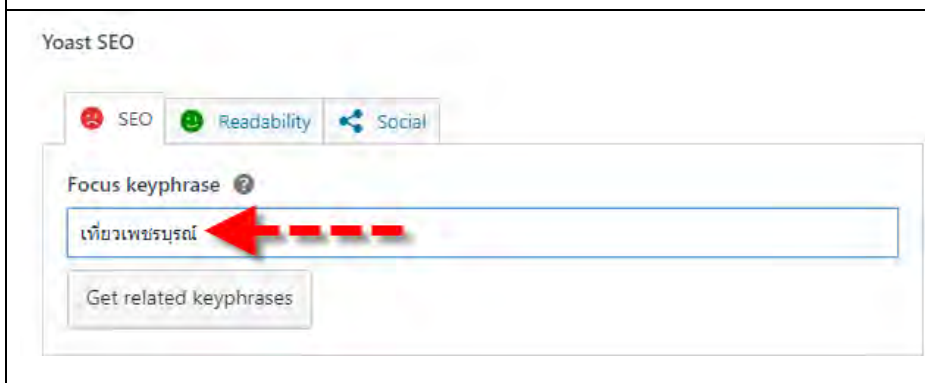 Yoast SEO
SEO Readability Social
Focus keyphrase
เที่ยวเพชรบุรณ์
Get related keyphrases